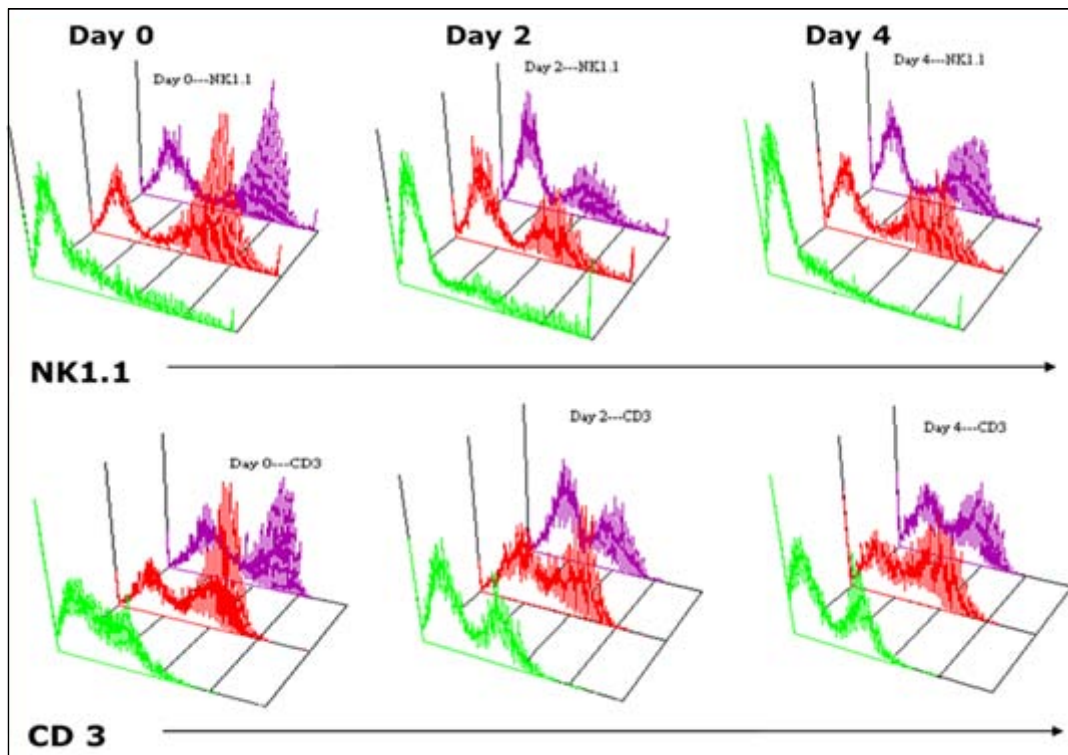 Day 0
Day 2
Day 4
Day 0---NK1.1
Day 2---NK1.1
Day 4---NK1.1
NK1.1
Day 0---CD3
Day 2---CD3
Day 4---CD3
CD 3